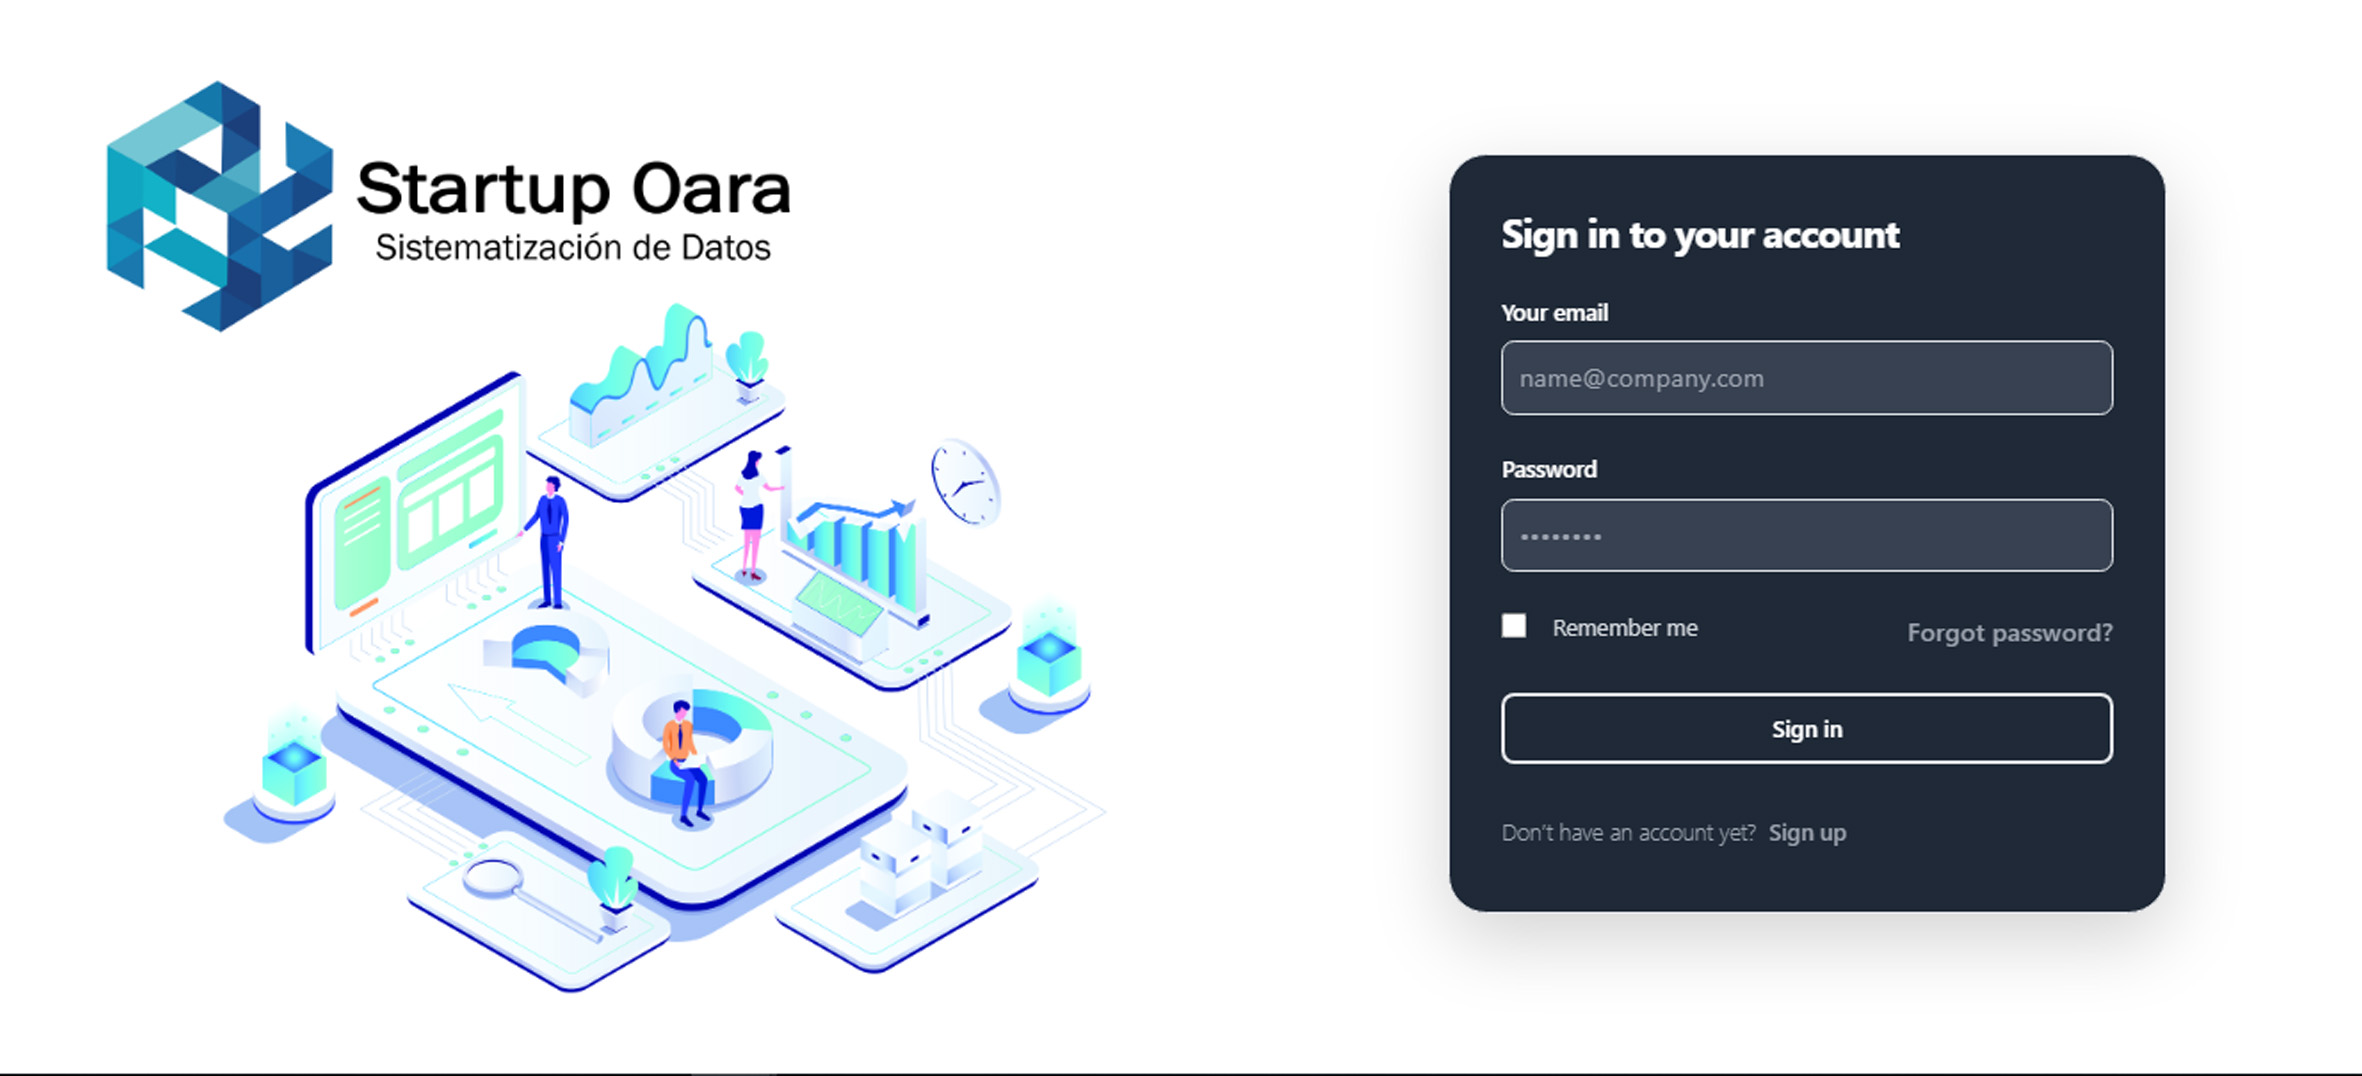 Startup Oara
Sistematización de Datos
Sign in to your account
Your email
name@company.com
Password
••••••••
Remember me
Forgot password?
Sign in
Don't have an account yet? Sign up